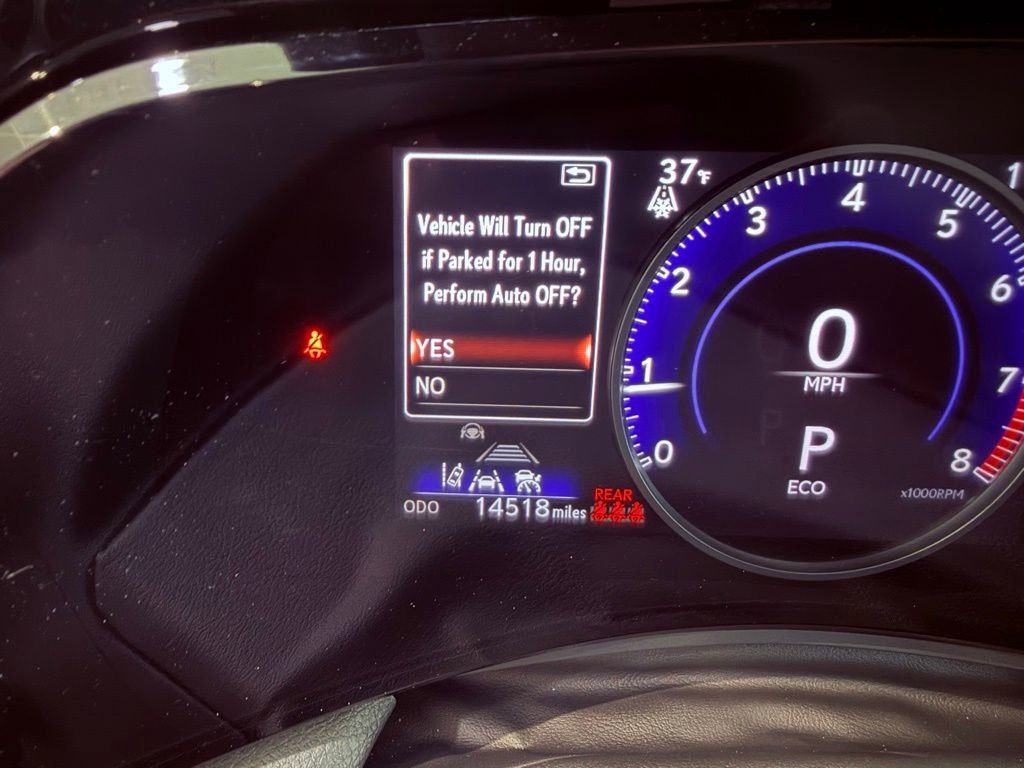 37°F
Vehicle Will Turn OFF
if Parked for 1 Hour,
Perform Auto OFF?
YES
NO
ODO 14518 miles
REAR
0
1
2
3
4
5
6
7
8
0
MPH
P
ECO
x1000RPM
1